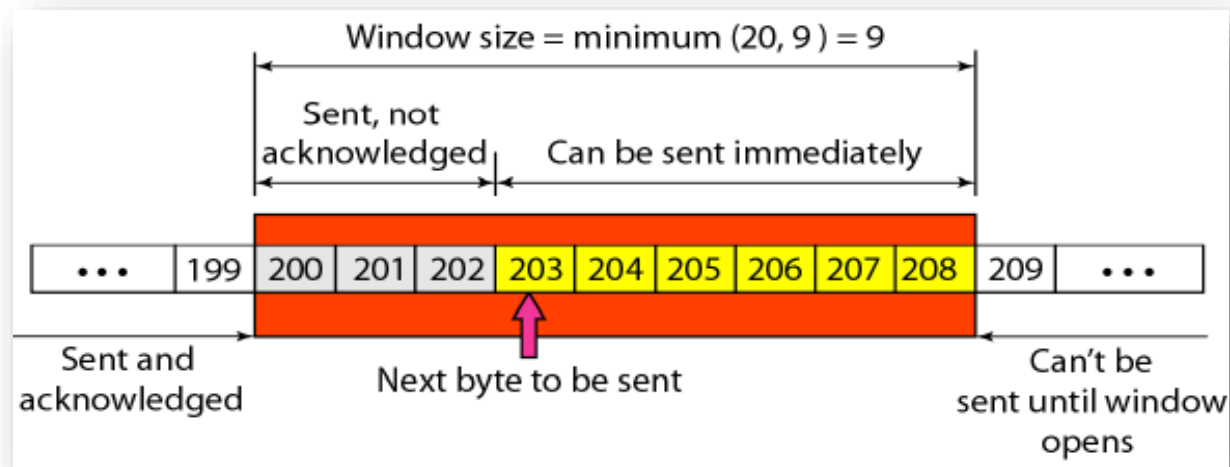 Window size = minimum (20, 9 ) = 9
Sent, not
acknowledged
Can be sent immediately
••• 199 200 201 202 203 204 205 206 207 208 209 •••
Sent and
acknowledged
Next byte to be sent
Can't be
sent until window
opens